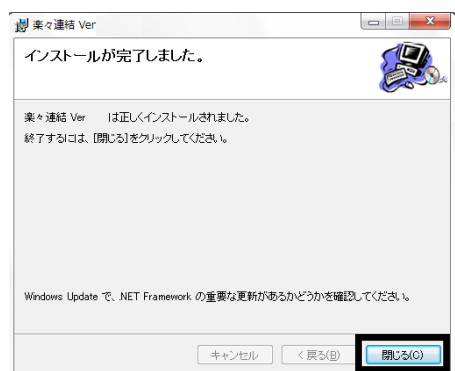 楽々連結 Ver
インストールが完了しました。
楽々連結 Ver は正しくインストールされました。
終了するには、[閉じる]をクリックしてください。
Windows Update で、.NET Framework の重要な更新があるかどうかを確認してください。
キャンセル
< 戻る(B)
閉じる(C)